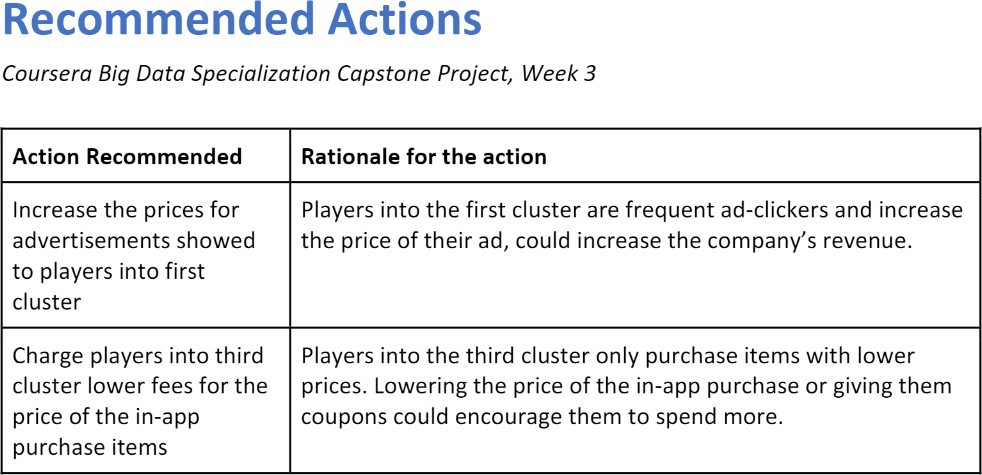 Recommended Actions
Coursera Big Data Specialization Capstone Project, Week 3
Action Recommended
Rationale for the action
Increase the prices for
advertisements showed
to players into first
cluster
Players into the first cluster are frequent ad-clickers and increase
the price of their ad, could increase the company’s revenue.
Charge players into third
cluster lower fees for the
price of the in-app
purchase items
Players into the third cluster only purchase items with lower
prices. Lowering the price of the in-app purchase or giving them
coupons could encourage them to spend more.